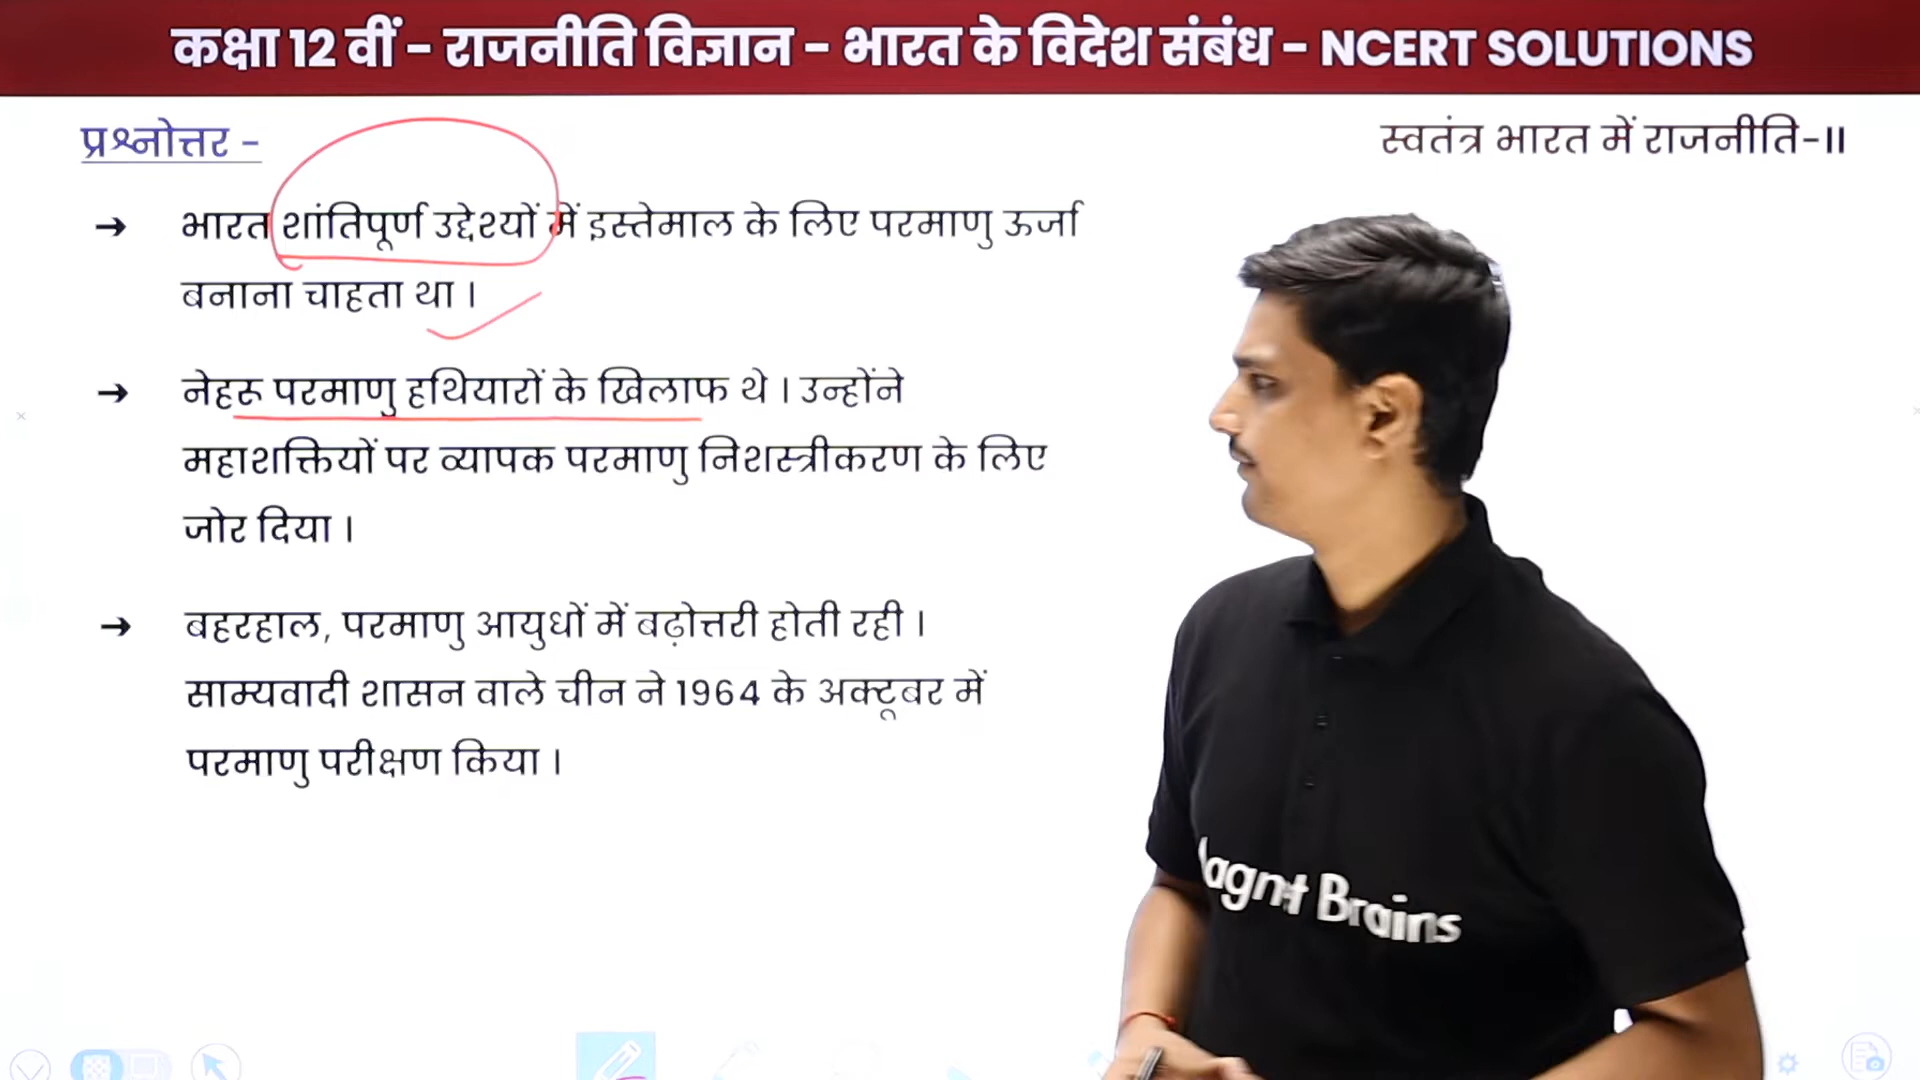 कक्षा 12 वीं - राजनीति विज्ञान - भारत के विदेश संबंध - NCERT SOLUTIONS
प्रश्नोत्तर -
स्वतंत्र भारत में राजनीति-II
→ भारत शांतिपूर्ण उद्देश्यों में इस्तेमाल के लिए परमाणु ऊर्जा
बनाना चाहता था ।
→ नेहरू परमाणु हथियारों के खिलाफ थे । उन्होंने
महाशक्तियों पर व्यापक परमाणु निशस्त्रीकरण के लिए
जोर दिया ।
→ बहरहाल, परमाणु आयुधों में बढ़ोत्तरी होती रही ।
साम्यवादी शासन वाले चीन ने 1964 के अक्टूबर में
परमाणु परीक्षण किया ।
agnet Brains